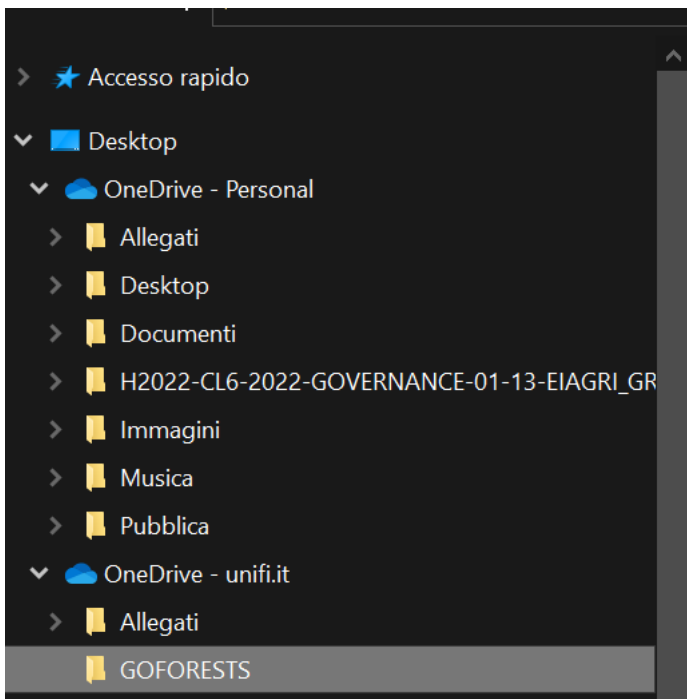 Accesso rapido
Desktop
OneDrive - Personal
Allegati
Desktop
Documenti
H2022-CL6-2022-GOVERNANCE-01-13-EIAGRI_GR
Immagini
Musica
Pubblica
OneDrive - unifi.it
Allegati
GOFORESTS